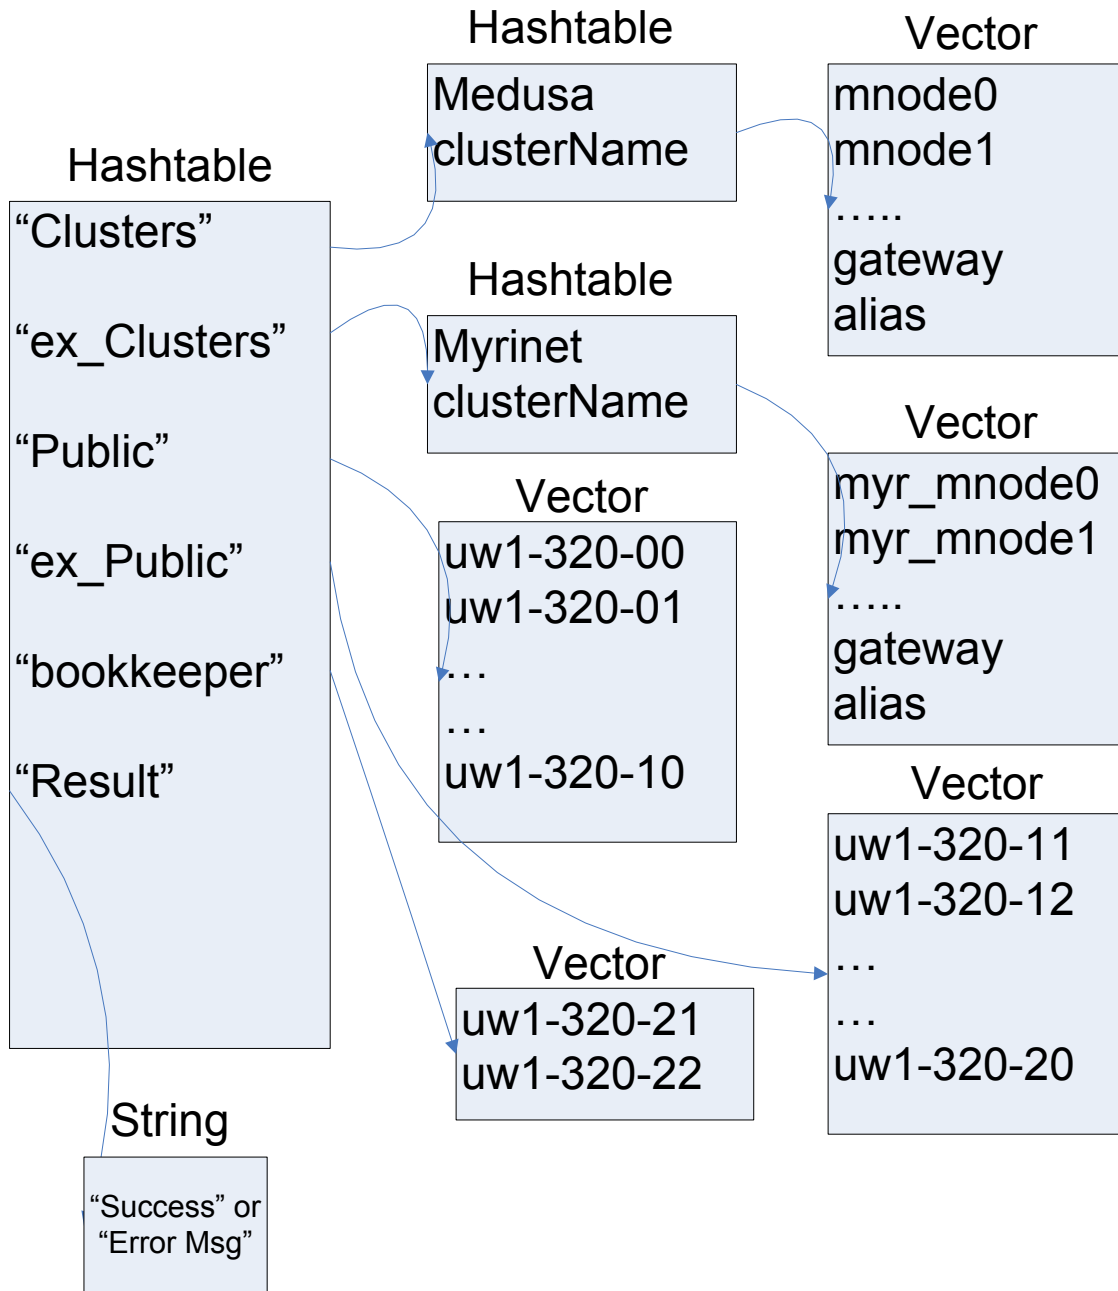 Hashtable
“Clusters”
“ex_Clusters”
“Public”
“ex_Public”
“bookkeeper”
“Result”
String
“Success” or
“Error Msg”
Hashtable
Medusa
clusterName
Hashtable
Myrinet
clusterName
Vector
uw1-320-00
uw1-320-01
…
…
uw1-320-10
Vector
uw1-320-21
uw1-320-22
Vector
mnode0
mnode1
…..
gateway
alias
Vector
myr_mnode0
myr_mnode1
…..
gateway
alias
Vector
uw1-320-11
uw1-320-12
…
…
uw1-320-20